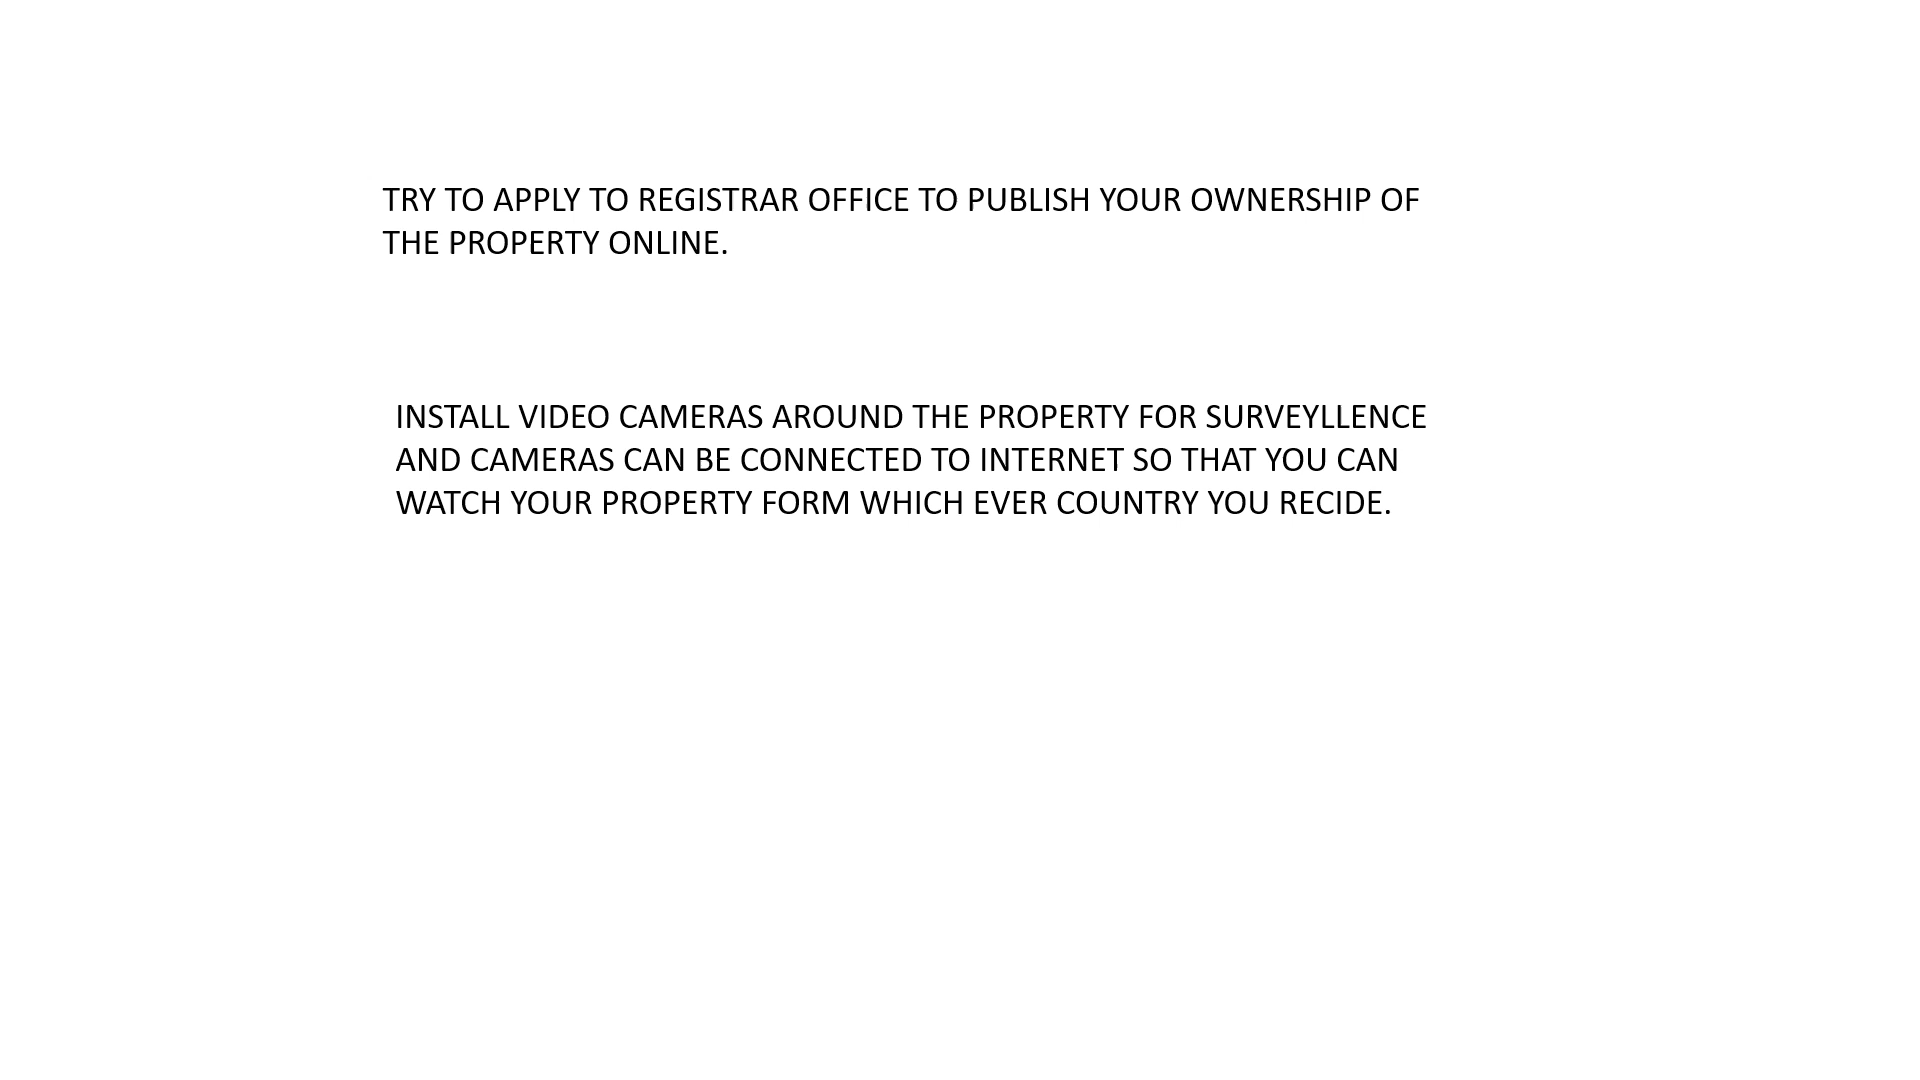 TRY TO APPLY TO REGISTRAR OFFICE TO PUBLISH YOUR OWNERSHIP OF
THE PROPERTY ONLINE.
INSTALL VIDEO CAMERAS AROUND THE PROPERTY FOR SURVEYLLENCE
AND CAMERAS CAN BE CONNECTED TO INTERNET SO THAT YOU CAN
WATCH YOUR PROPERTY FORM WHICH EVER COUNTRY YOU RECIDE.